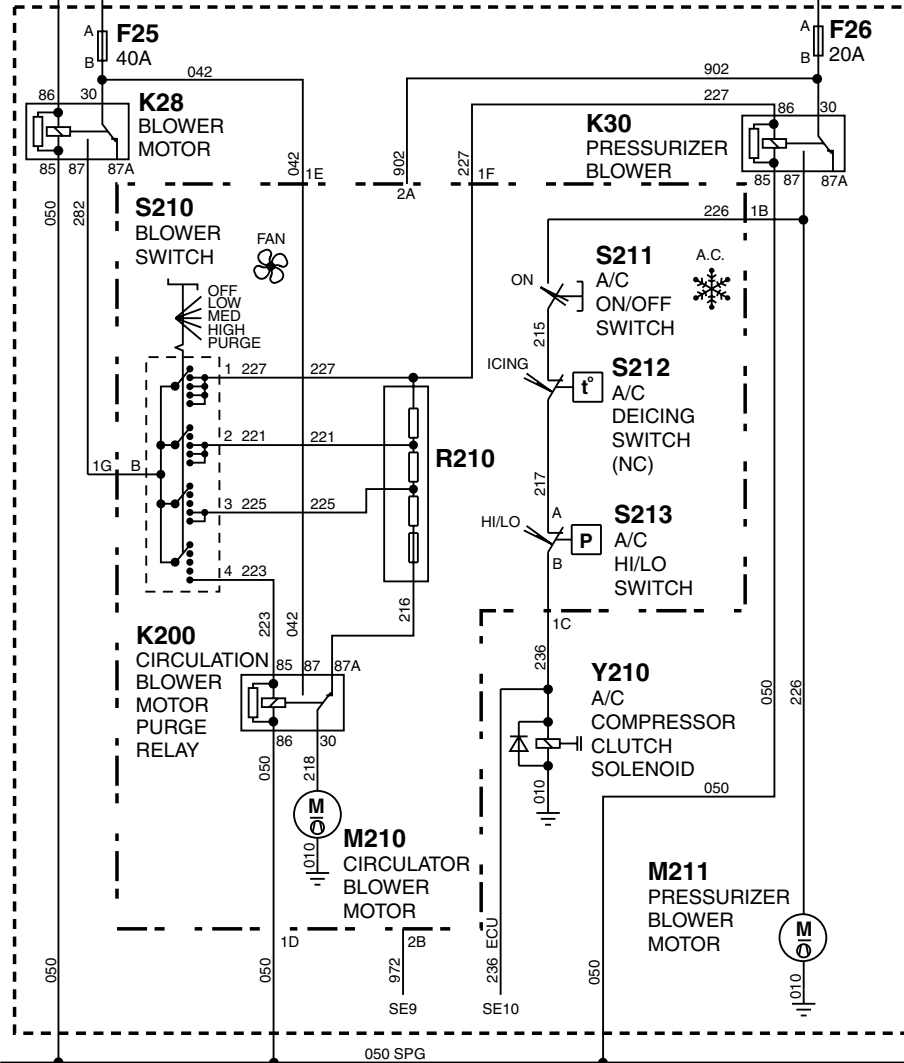 A F25
40A
B
042
902
A F26
20A
B
227
86 30 K28
BLOWER
MOTOR
85 87 87A
K30
PRESSURIZER
BLOWER
86 30
85 87 87A
050
282
042
1E
902
2A
227
1F
226 1B
S210
BLOWER
SWITCH
FAN
OFF
LOW
MED
HIGH
PURGE
ON
S211
A/C
ON/OFF
SWITCH
A.C.
215
ICING
t°
S212
A/C
DEICING
SWITCH
(NC)
1 227 227
2 221 221
R210
1G B
217
3 225 225
HI/LO
A
P
B
S213
A/C
HI/LO
SWITCH
4 223
223
042
216
1C
236
K200
CIRCULATION
BLOWER
MOTOR
PURGE
RELAY
85 87 87A
86 30
050
218
Y210
A/C
COMPRESSOR
CLUTCH
SOLENOID
010
050
226
050
M
010
M210
CIRCULATOR
BLOWER
MOTOR
M211
PRESSURIZER
BLOWER
MOTOR
M
010
1D
2B
050
050
972
SE9
236 ECU
SE10
050
050 SPG